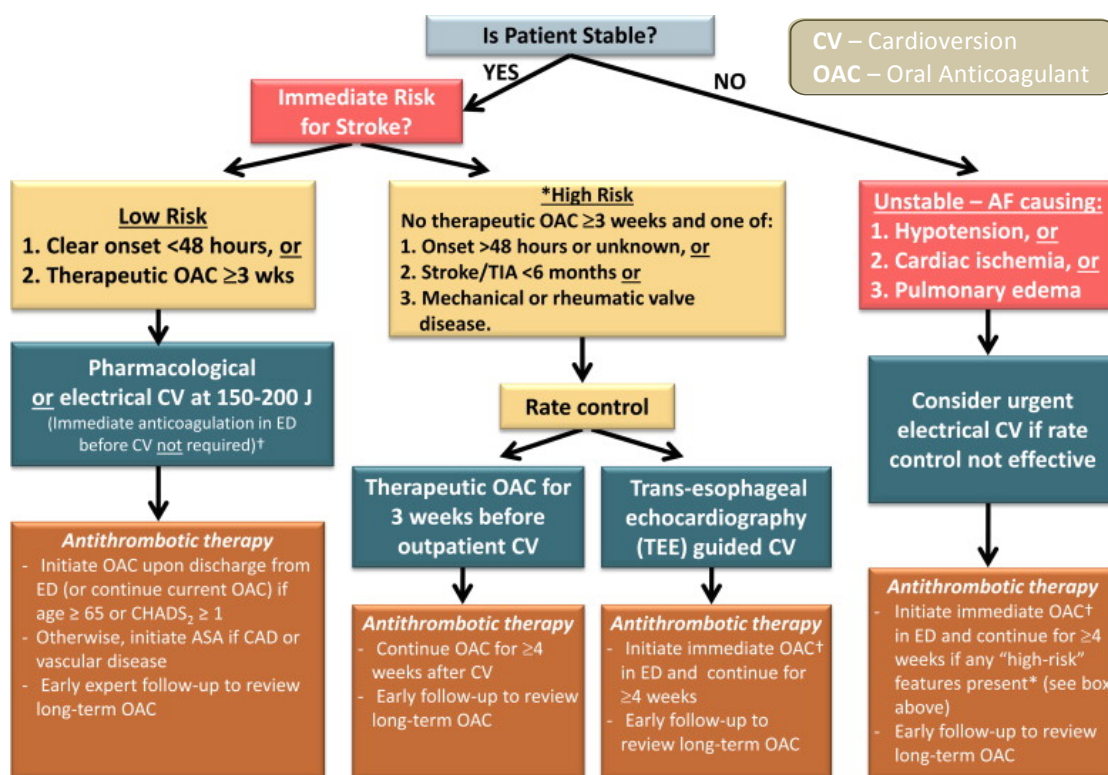 Is Patient Stable?
CV – Cardioversion
OAC – Oral Anticoagulant
YES
NO
Immediate Risk
for Stroke?
Low Risk
1. Clear onset <48 hours, or
2. Therapeutic OAC ≥3 wks
*High Risk
No therapeutic OAC ≥3 weeks and one of:
1. Onset >48 hours or unknown, or
2. Stroke/TIA <6 months or
3. Mechanical or rheumatic valve
disease.
Unstable – AF causing:
1. Hypotension, or
2. Cardiac ischemia, or
3. Pulmonary edema
Pharmacological
or electrical CV at 150-200 J
(Immediate anticoagulation in ED
before CV not required)†
Rate control
Consider urgent
electrical CV if rate
control not effective
Therapeutic OAC for
3 weeks before
outpatient CV
Trans-esophageal
echocardiography
(TEE) guided CV
Antithrombotic therapy
- Initiate OAC upon discharge from
ED (or continue current OAC) if
age ≥ 65 or CHADS₂ ≥ 1
- Otherwise, initiate ASA if CAD or
vascular disease
- Early expert follow-up to review
long-term OAC
Antithrombotic therapy
- Continue OAC for ≥4
weeks after CV
- Early follow-up to review
long-term OAC
Antithrombotic therapy
- Initiate immediate OAC†
in ED and continue for
≥4 weeks
- Early follow-up to
review long-term OAC
Antithrombotic therapy
- Initiate immediate OAC†
in ED and continue for ≥4
weeks if any “high-risk”
features present* (see box
above)
- Early follow-up to review
long-term OAC